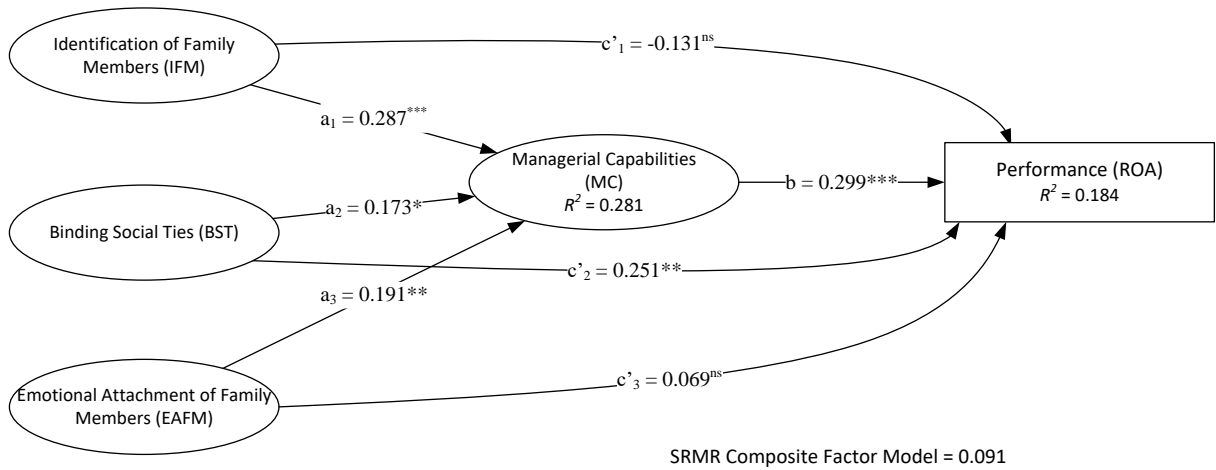 Identification of Family
Members (IFM)
c’₁ = -0.131ⁿˢ
a₁ = 0.287***
Managerial Capabilities
(MC)
R² = 0.281
b = 0.299***
Performance (ROA)
R² = 0.184
a₂ = 0.173*
Binding Social Ties (BST)
c’₂ = 0.251**
a₃ = 0.191**
c’₃ = 0.069ⁿˢ
Emotional Attachment of Family
Members (EAFM)
SRMR Composite Factor Model = 0.091